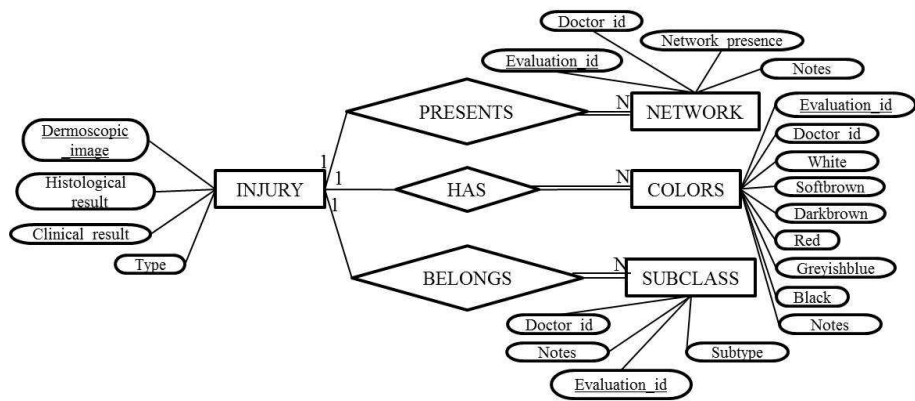 Doctor_id
Network_presence
Evaluation_id
Notes
PRESENTS
N
NETWORK
Evaluation_id
Dermoscopic
_image
Doctor_id
White
Histological
result
INJURY
1
1
1
HAS
N
COLORS
Softbrown
Darkbrown
Clinical_result
Red
Type
Greyishblue
BELONGS
N
SUBCLASS
Black
Doctor_id
Notes
Notes
Subtype
Evaluation_id